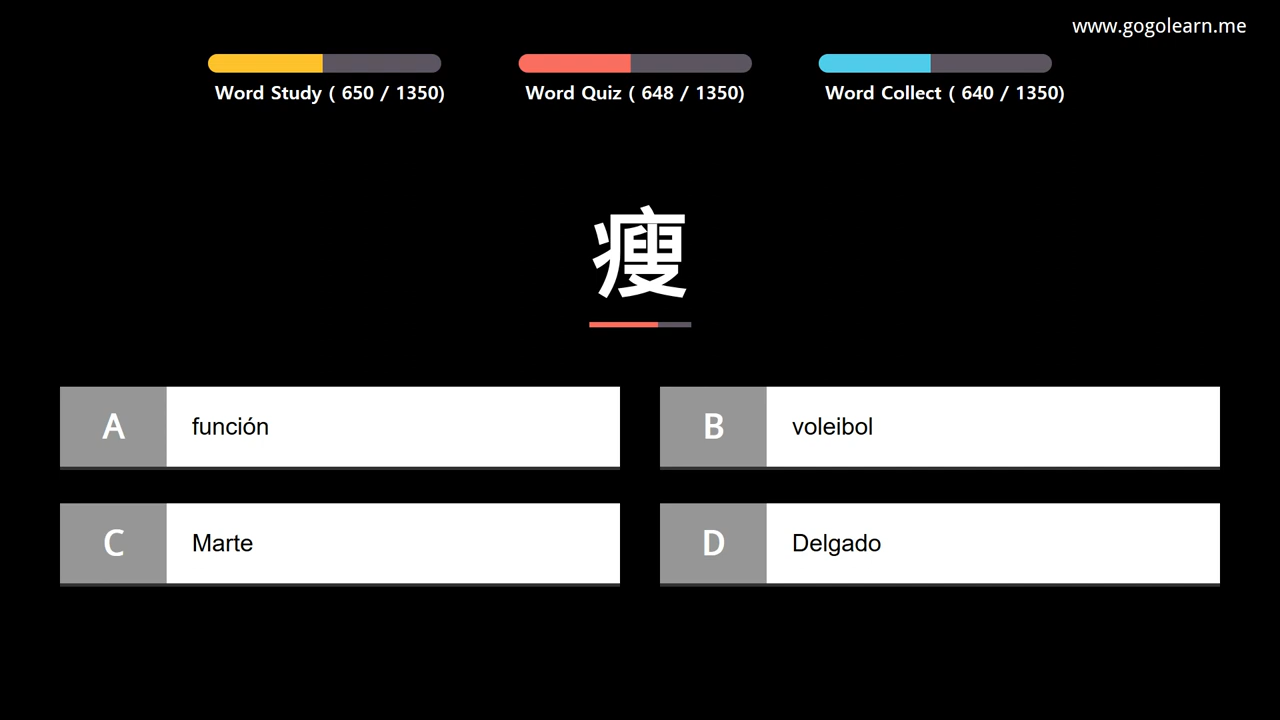 www.gogolearn.me
Word Study ( 650 / 1350)
Word Quiz ( 648 / 1350)
Word Collect ( 640 / 1350)
瘦
A función
B voleibol
C Marte
D Delgado